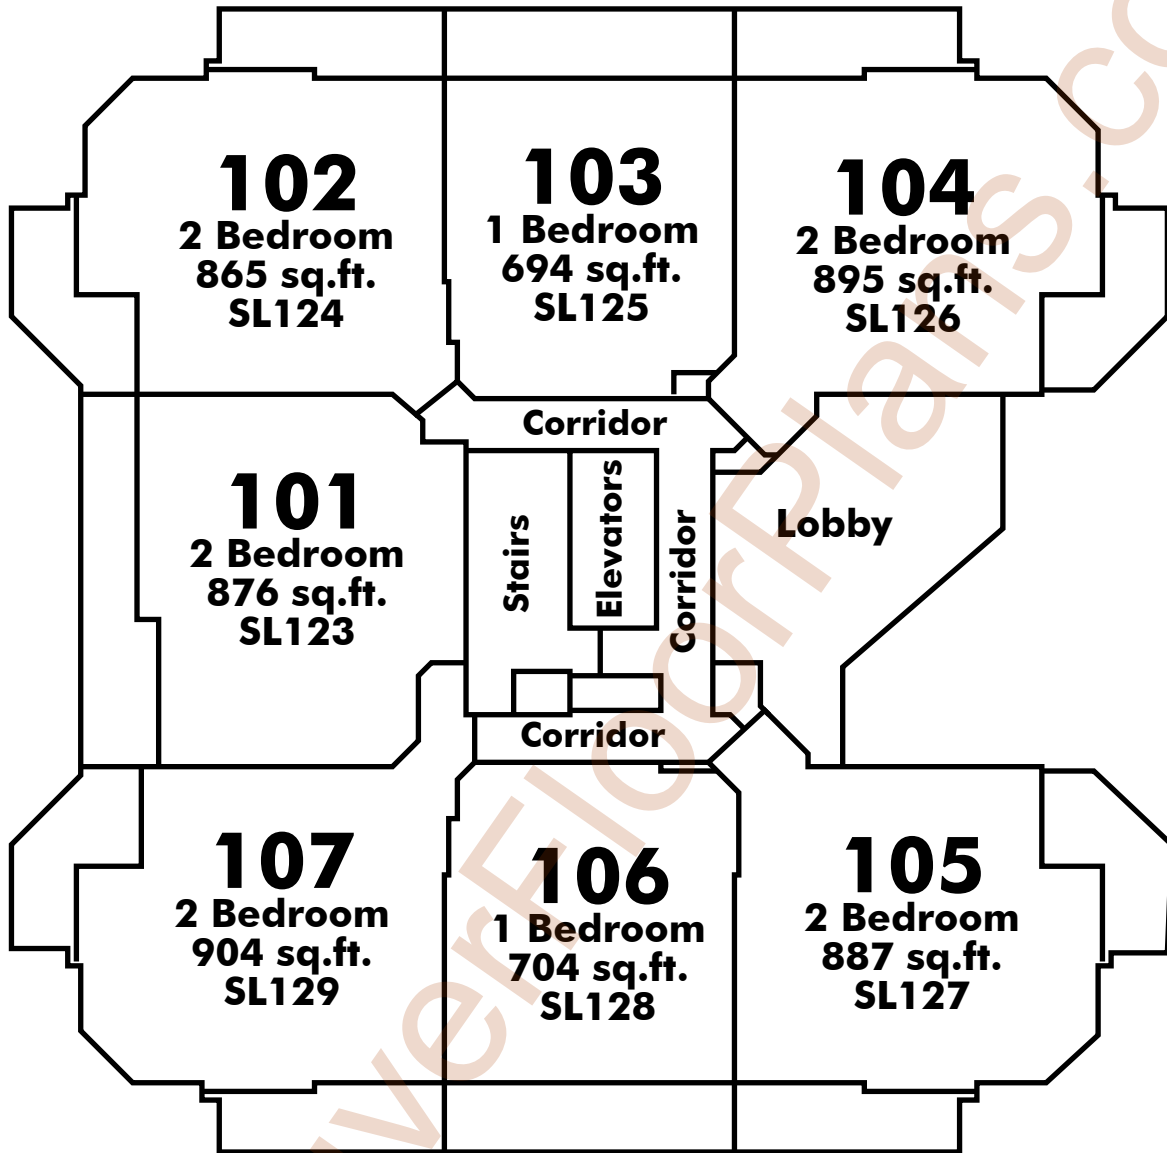 102
2 Bedroom
865 sq.ft.
SL124
103
1 Bedroom
694 sq.ft.
SL125
104
2 Bedroom
895 sq.ft.
SL126
Corridor
101
2 Bedroom
876 sq.ft.
SL123
Stairs
Elevators
Corridor
Lobby
Corridor
107
2 Bedroom
904 sq.ft.
SL129
106
1 Bedroom
704 sq.ft.
SL128
105
2 Bedroom
887 sq.ft.
SL127
uverFloorPlans.co